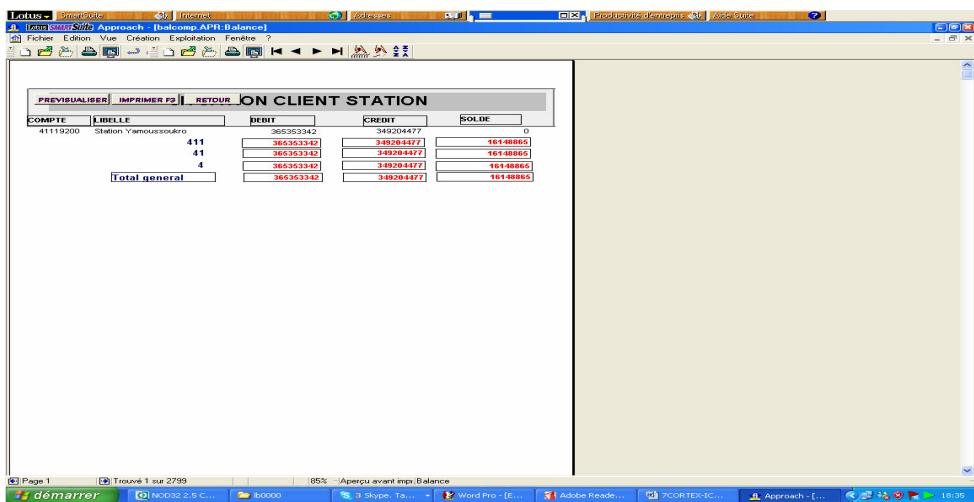 Lotus SmartSuite Internet Adresses Productivité d'entrepris Aide Suite
Lotus SMARTSuite Approach - [balcomp.APR:Balance]
Fichier Edition Vue Création Exploitation Fenêtre ?
PREVISUALISER IMPRIMER F3 RETOUR ON CLIENT STATION
COMPTE LIBELLE DEBIT CREDIT SOLDE
41119200 Station Yamoussoukro 365353342 349204477 0
411 365353342 349204477 16148865
41 365353342 349204477 16148865
4 365353342 349204477 16148865
Total general 365353342 349204477 16148865
Page 1 Trouvé 1 sur 2799 85% Aperçu avant impr. Balance
démarrer NOD32 2.5 C... lb0000 3 Skype. Ta... Word Pro - [E... Adobe Reade... 7CORTEX-IC... Approach - [... 18:35